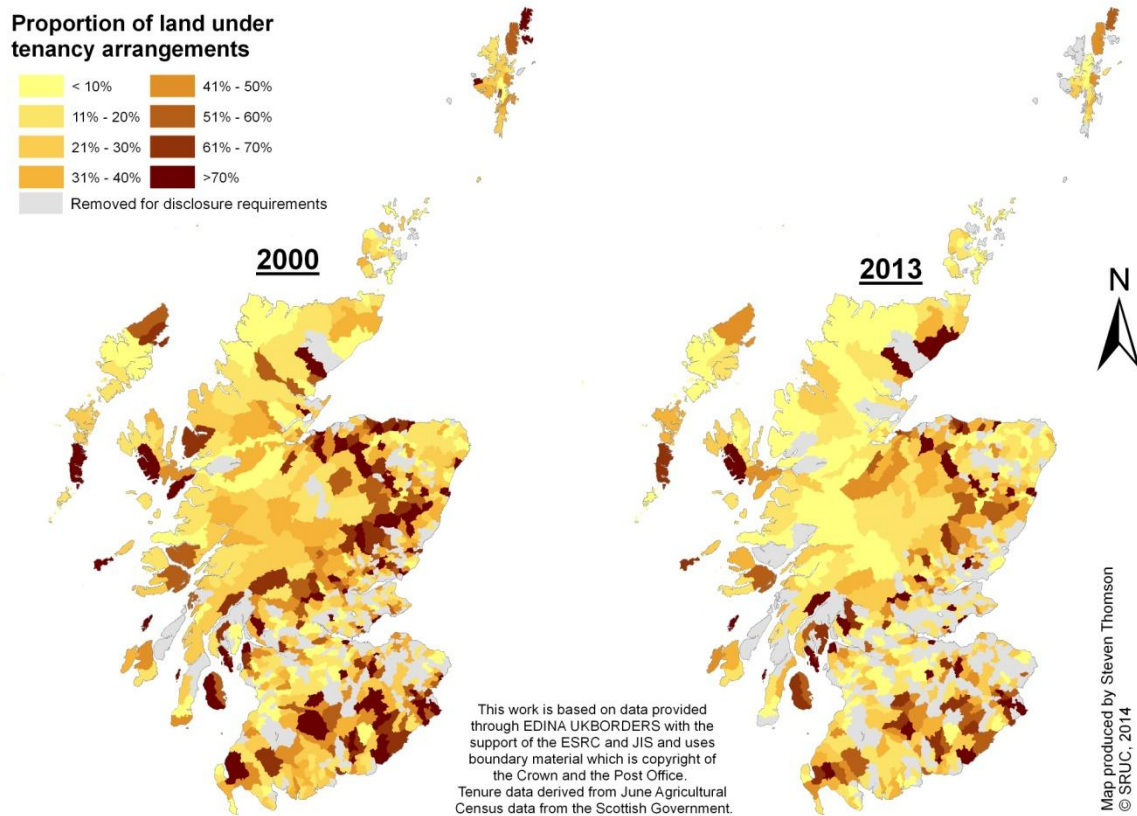 Proportion of land under
tenancy arrangements
< 10%
11% - 20%
21% - 30%
31% - 40%
41% - 50%
51% - 60%
61% - 70%
>70%
Removed for disclosure requirements
2000
2013
N
This work is based on data provided
through EDINA UKBORDERS with the
support of the ESRC and JIS and uses
boundary material which is copyright of
the Crown and the Post Office.
Tenure data derived from June Agricultural
Census data from the Scottish Government.
Map produced by Steven Thomson
© SRUC, 2014